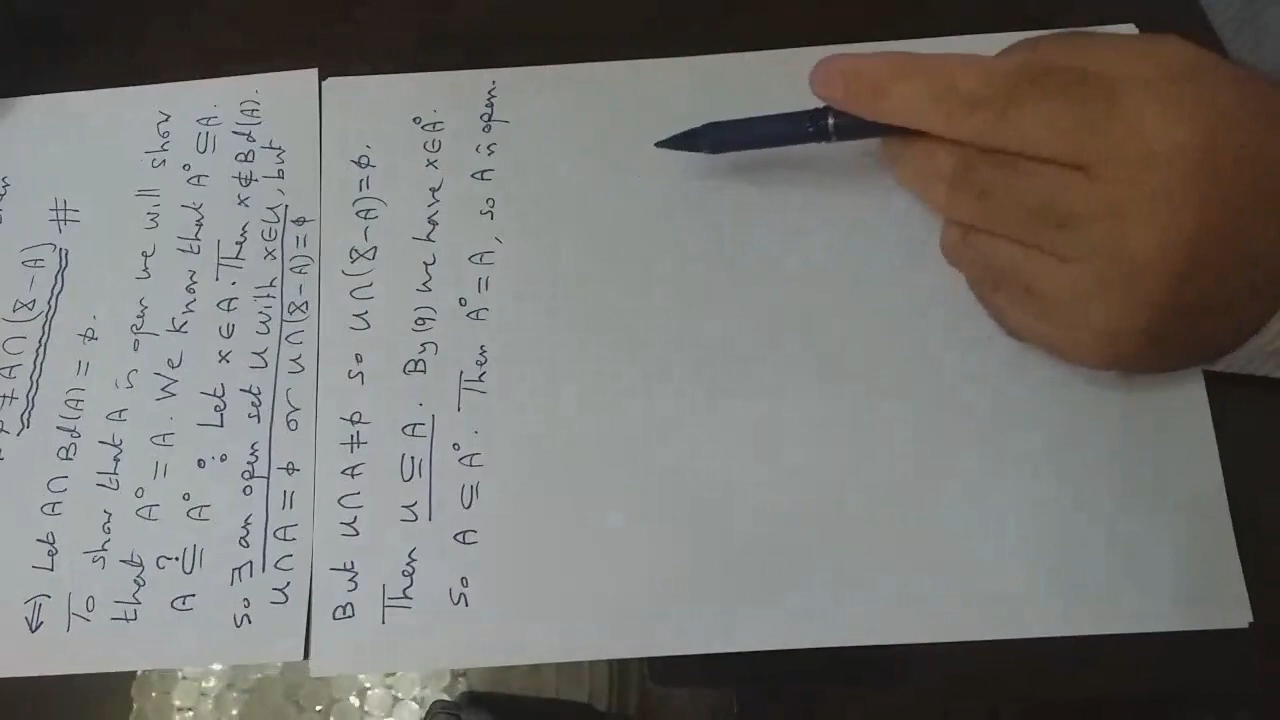 ≠ A∩(X−A)
#
⇐) Let A∩Bd(A) = ϕ.
To show that A is open we will show
that A° = A. We know that A° ⊆ A.
A ⊆? A° : Let x∈A. Then x∉Bd(A).
So ∃ an open set U with x∈U, but
U∩A = ϕ or U∩(X−A)=ϕ
But U∩A≠ϕ so U∩(X−A)=ϕ.
Then U⊆A. By (9) we have x∈A°.
So A⊆A°. Then A°=A, so A is open.